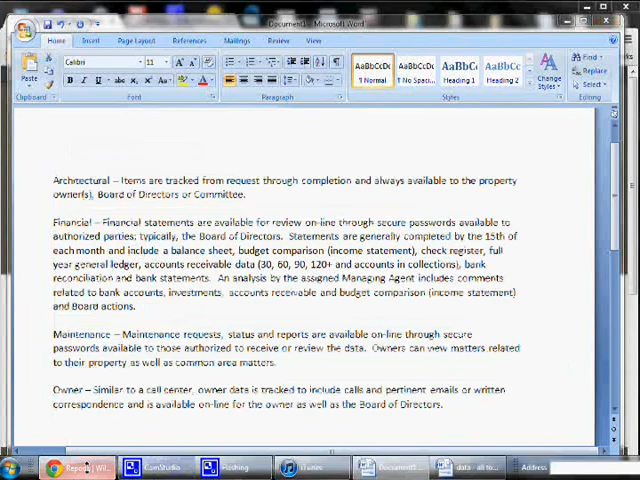 Document1 - Microsoft Word
Home Insert Page Layout References Mailings Review View
Calibri 11
Paste
AaBbCcDc AaBbCcDc AaBbC AaBbCc
¶ Normal ¶ No Spaci... Heading 1 Heading 2
Change Styles
Find
Replace
Select
Clipboard Font Paragraph Styles Editing
Architectural – Items are tracked from request through completion and always available to the property
owner(s), Board of Directors or Committee.
Financial – Financial statements are available for review on-line through secure passwords available to
authorized parties; typically, the Board of Directors. Statements are generally completed by the 15th of
each month and include a balance sheet, budget comparison (income statement), check register, full
year general ledger, accounts receivable data (30, 60, 90, 120+ and accounts in collections), bank
reconciliation and bank statements. An analysis by the assigned Managing Agent includes comments
related to bank accounts, investments, accounts receivable and budget comparison (income statement)
and Board actions.
Maintenance – Maintenance requests, status and reports are available on-line through secure
passwords available to those authorized to receive or review the data. Owners can view matters related
to their property as well as common area matters.
Owner – Similar to a call center, owner data is tracked to include calls and pertinent emails or written
correspondence and is available on-line for the owner as well as the Board of Directors.
Reports | Wil... CamStudio Flashing iTunes Document1... data - all to... Address